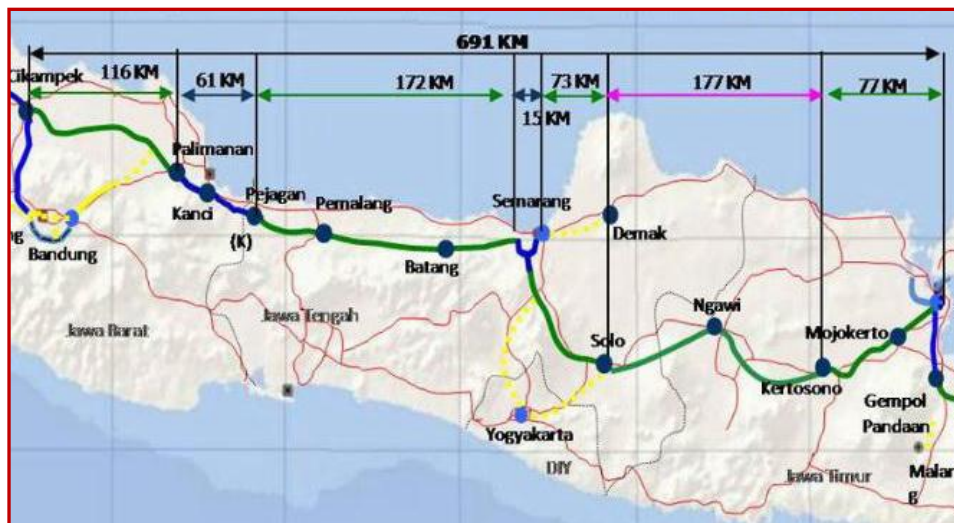 691 KM
Cikampek
116 KM
61 KM
172 KM
15 KM
73 KM
177 KM
77 KM
Palimanan
Kanci
Pejagan
(K)
Pemalang
Semarang
Demak
ng
Bandung
Batang
Jawa Barat
Jawa Tengah
Ngawi
Solo
Mojokerto
Kertosono
Gempol
Pandaan
Yogyakarta
DIY
Jawa Timur
Malan
g